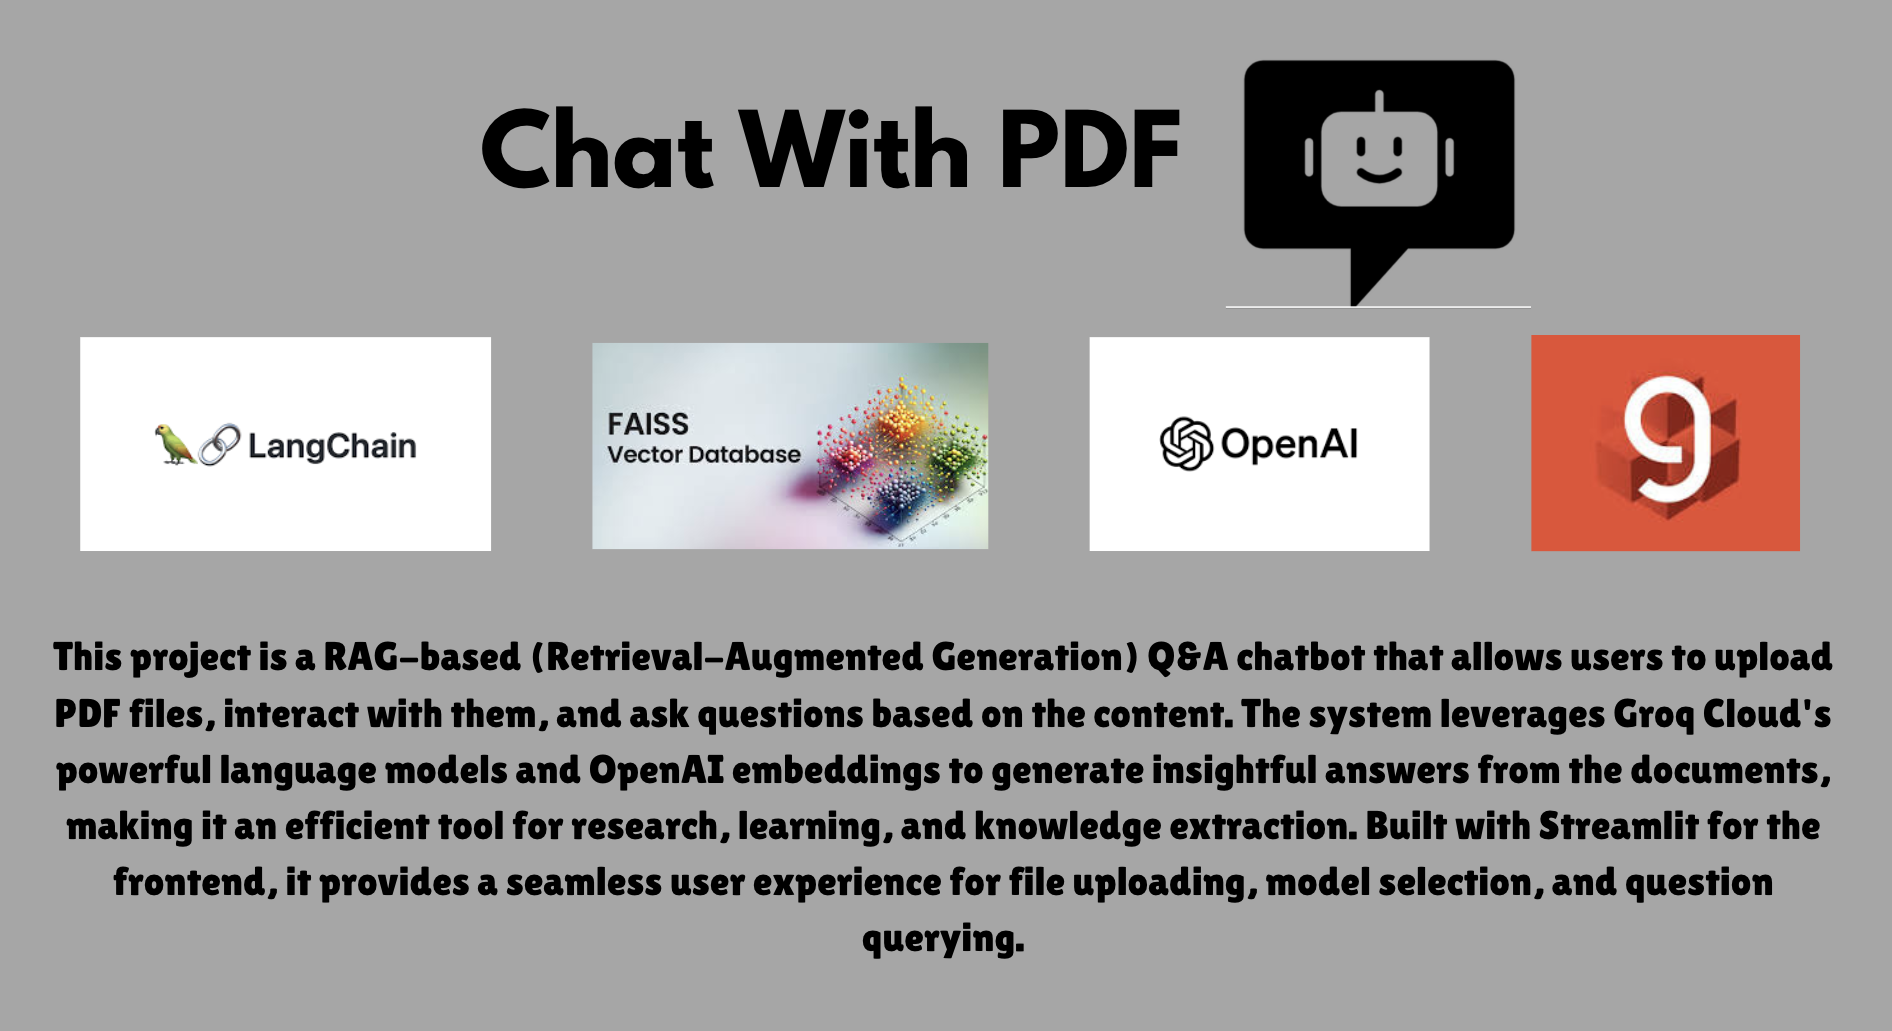 Chat With PDF
LangChain
FAISS
Vector Database
OpenAI
g
This project is a RAG-based (Retrieval-Augmented Generation) Q&A chatbot that allows users to upload
PDF files, interact with them, and ask questions based on the content. The system leverages Groq Cloud's
powerful language models and OpenAI embeddings to generate insightful answers from the documents,
making it an efficient tool for research, learning, and knowledge extraction. Built with Streamlit for the
frontend, it provides a seamless user experience for file uploading, model selection, and question
querying.